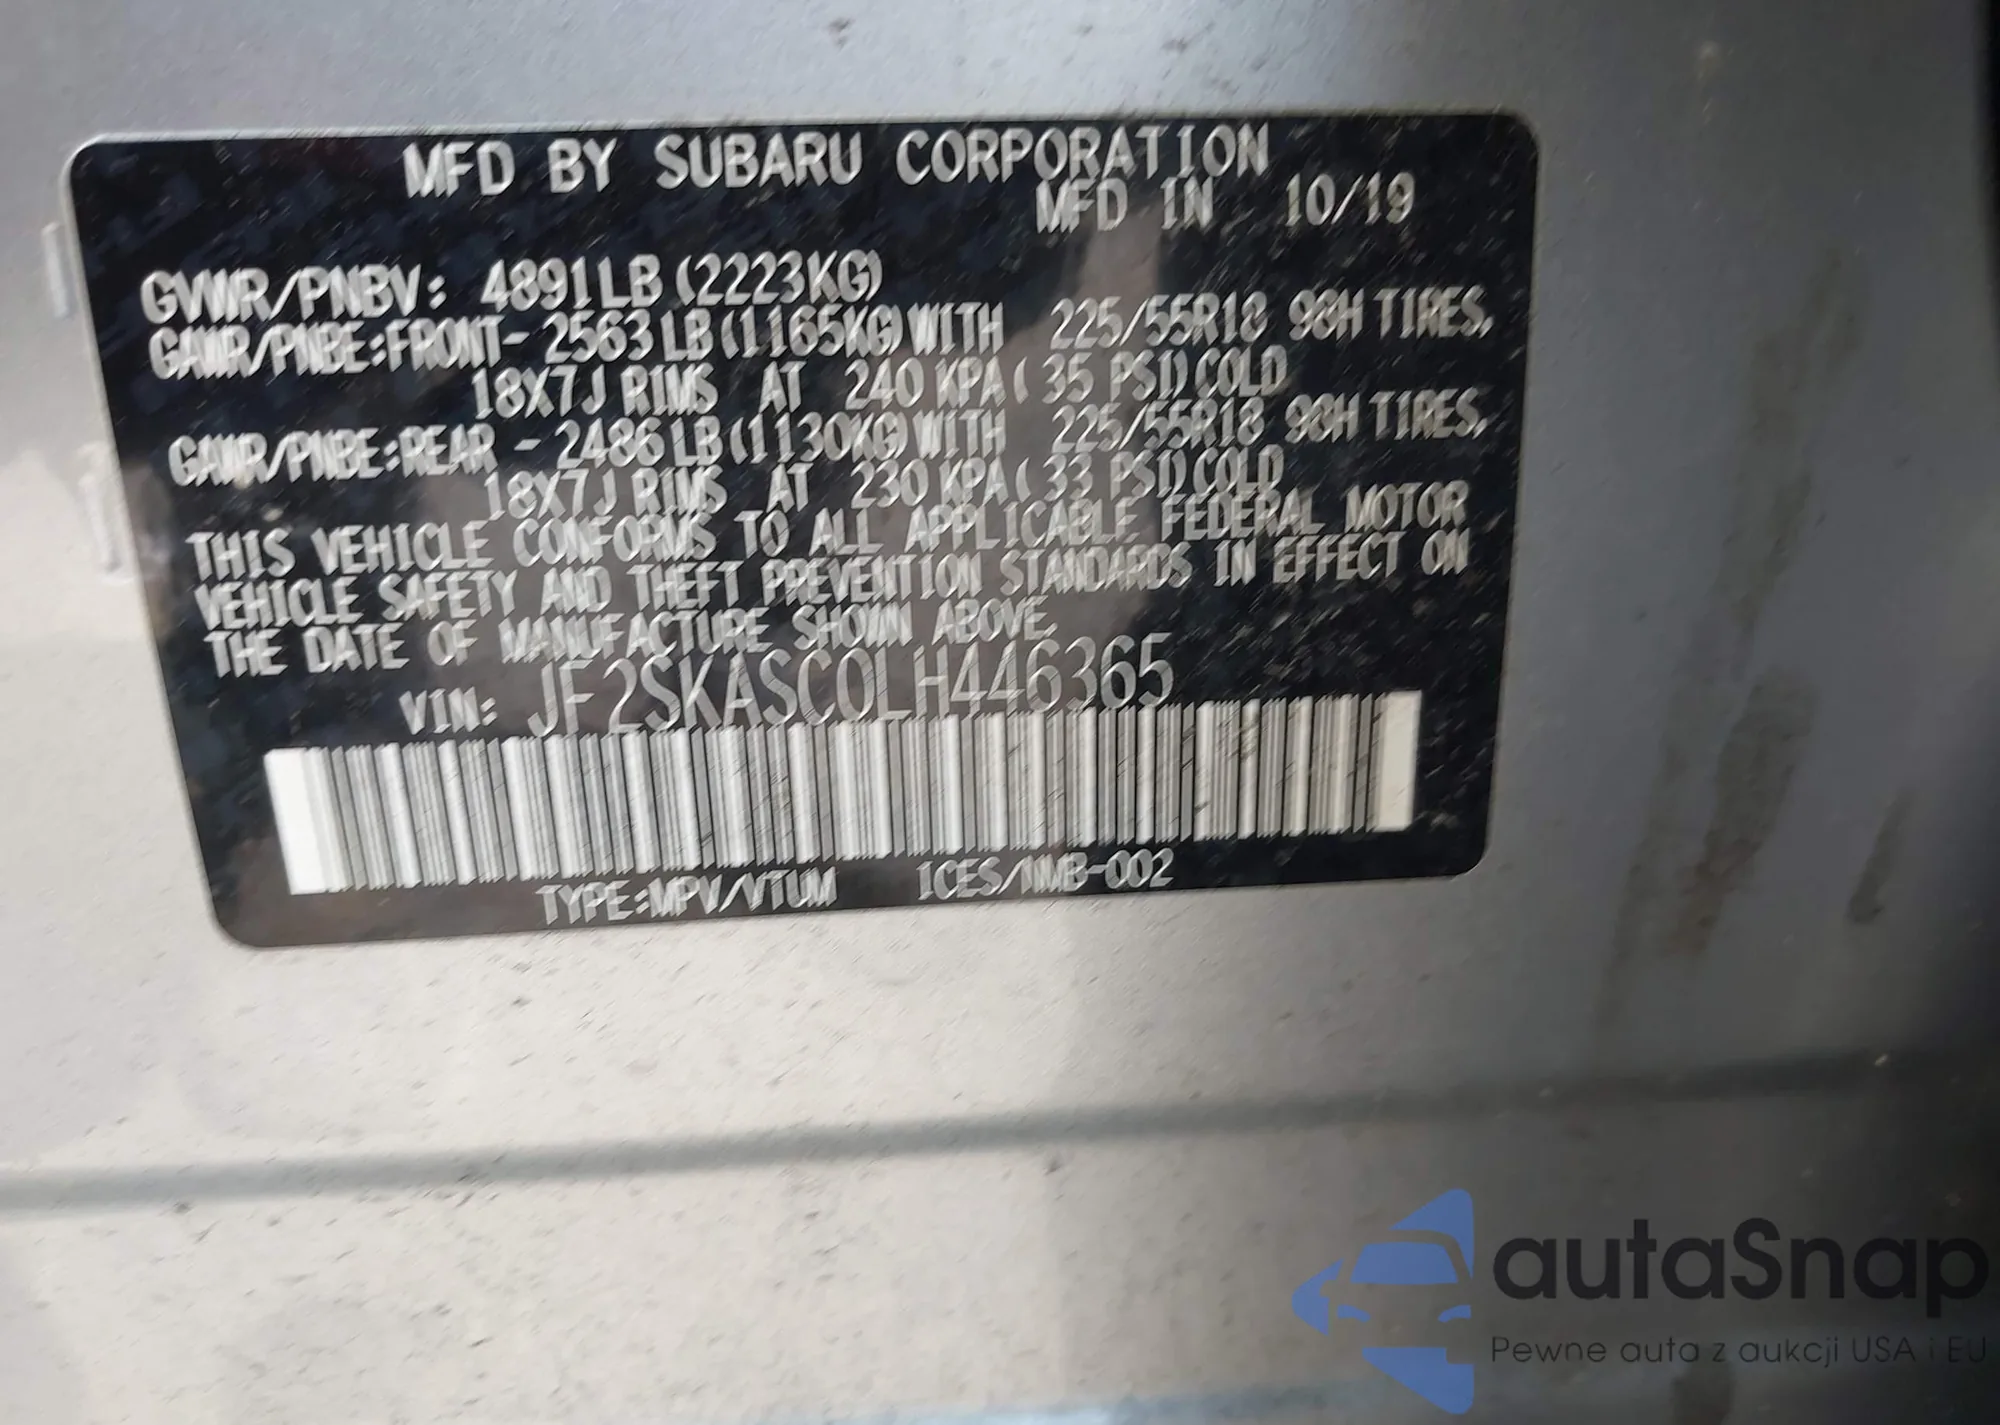 MFD BY SUBARU CORPORATION
MFD IN 10/19
GVWR/PNBV: 4891LB (2223KG)
GAWR/PNBE:FRONT- 2563 LB (1165KG) WITH 225/55R18 98H TIRES,
18X7J RIMS AT 240 KPA ( 35 PSI) COLD
GAWR/PNBE:REAR - 2486 LB (1130KG) WITH 225/55R18 98H TIRES,
18X7J RIMS AT 230 KPA ( 33 PSI) COLD
THIS VEHICLE CONFORMS TO ALL APPLICABLE FEDERAL MOTOR
VEHICLE SAFETY AND THEFT PREVENTION STANDARDS IN EFFECT ON
THE DATE OF MANUFACTURE SHOWN ABOVE.
VIN: JF2SKASC0LH446365
TYPE:MPV/VTUM ICES/NMB-002
autaSnap
Pewne auta z aukcji USA i EU